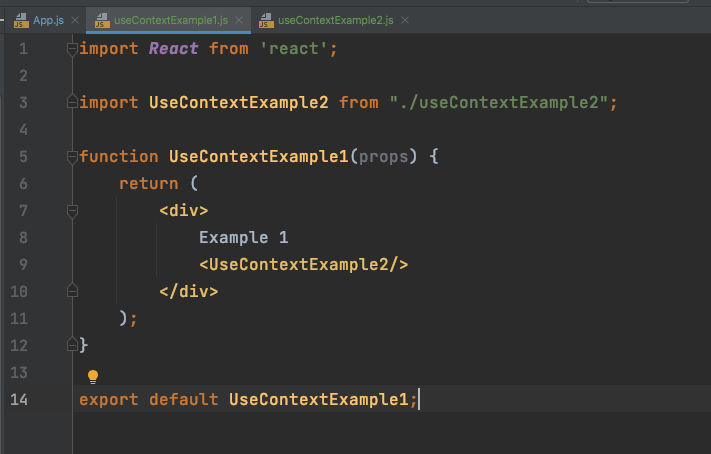 App.js
useContextExample1.js
useContextExample2.js
1 import React from 'react';
2
3 import UseContextExample2 from "./useContextExample2";
4
5 function UseContextExample1(props) {
6 return (
7 <div>
8 Example 1
9 <UseContextExample2/>
10 </div>
11 );
12 }
13
14 export default UseContextExample1;